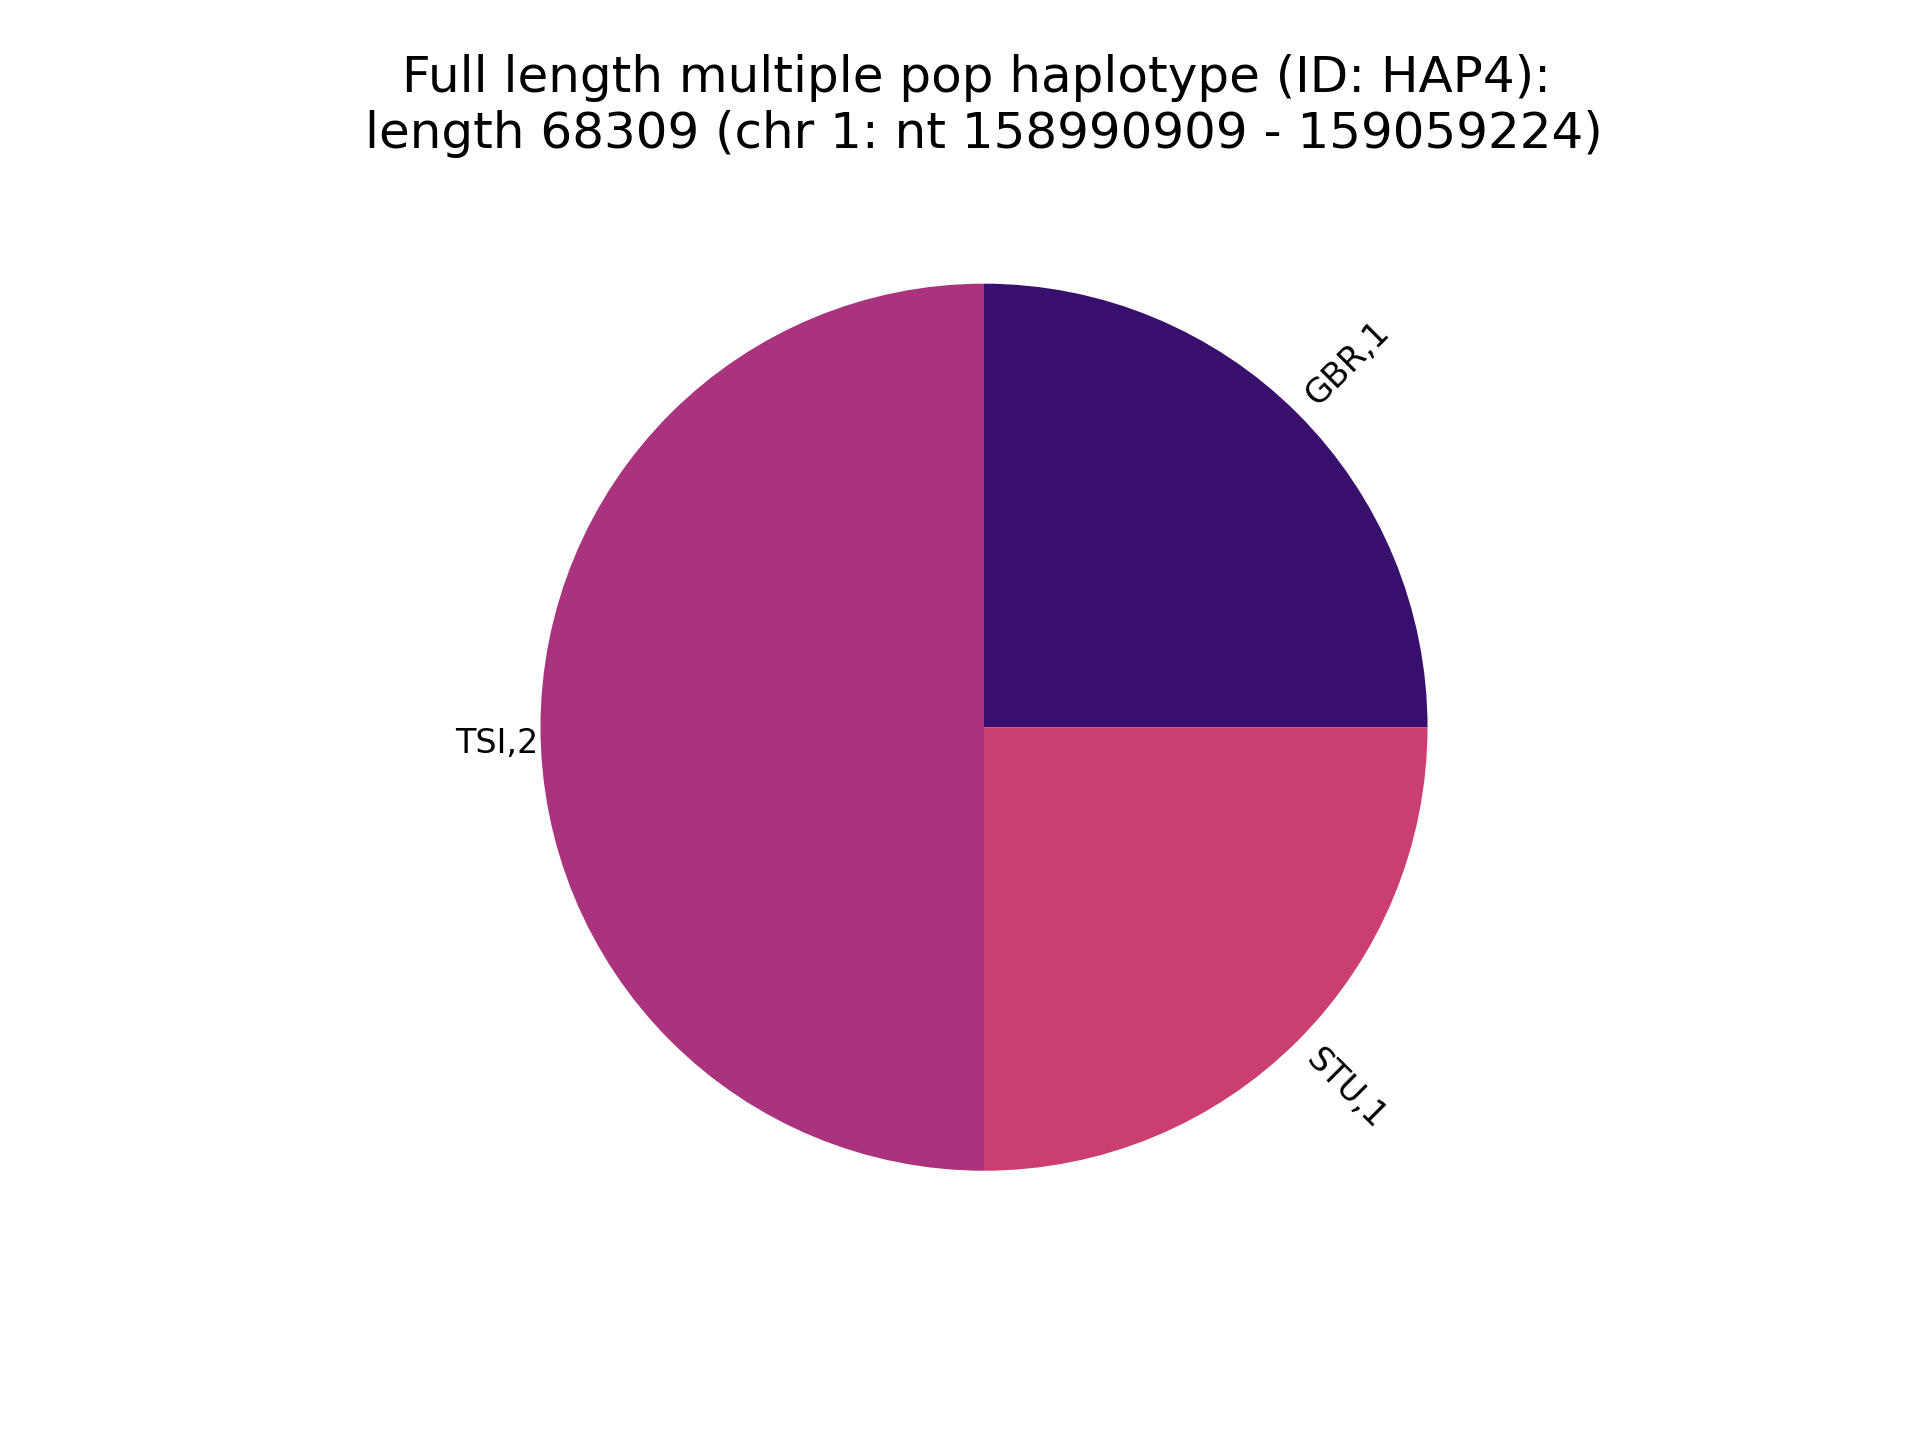 Full length multiple pop haplotype (ID: HAP4):
length 68309 (chr 1: nt 158990909 - 159059224)
GBR,1
TSI,2
STU,1